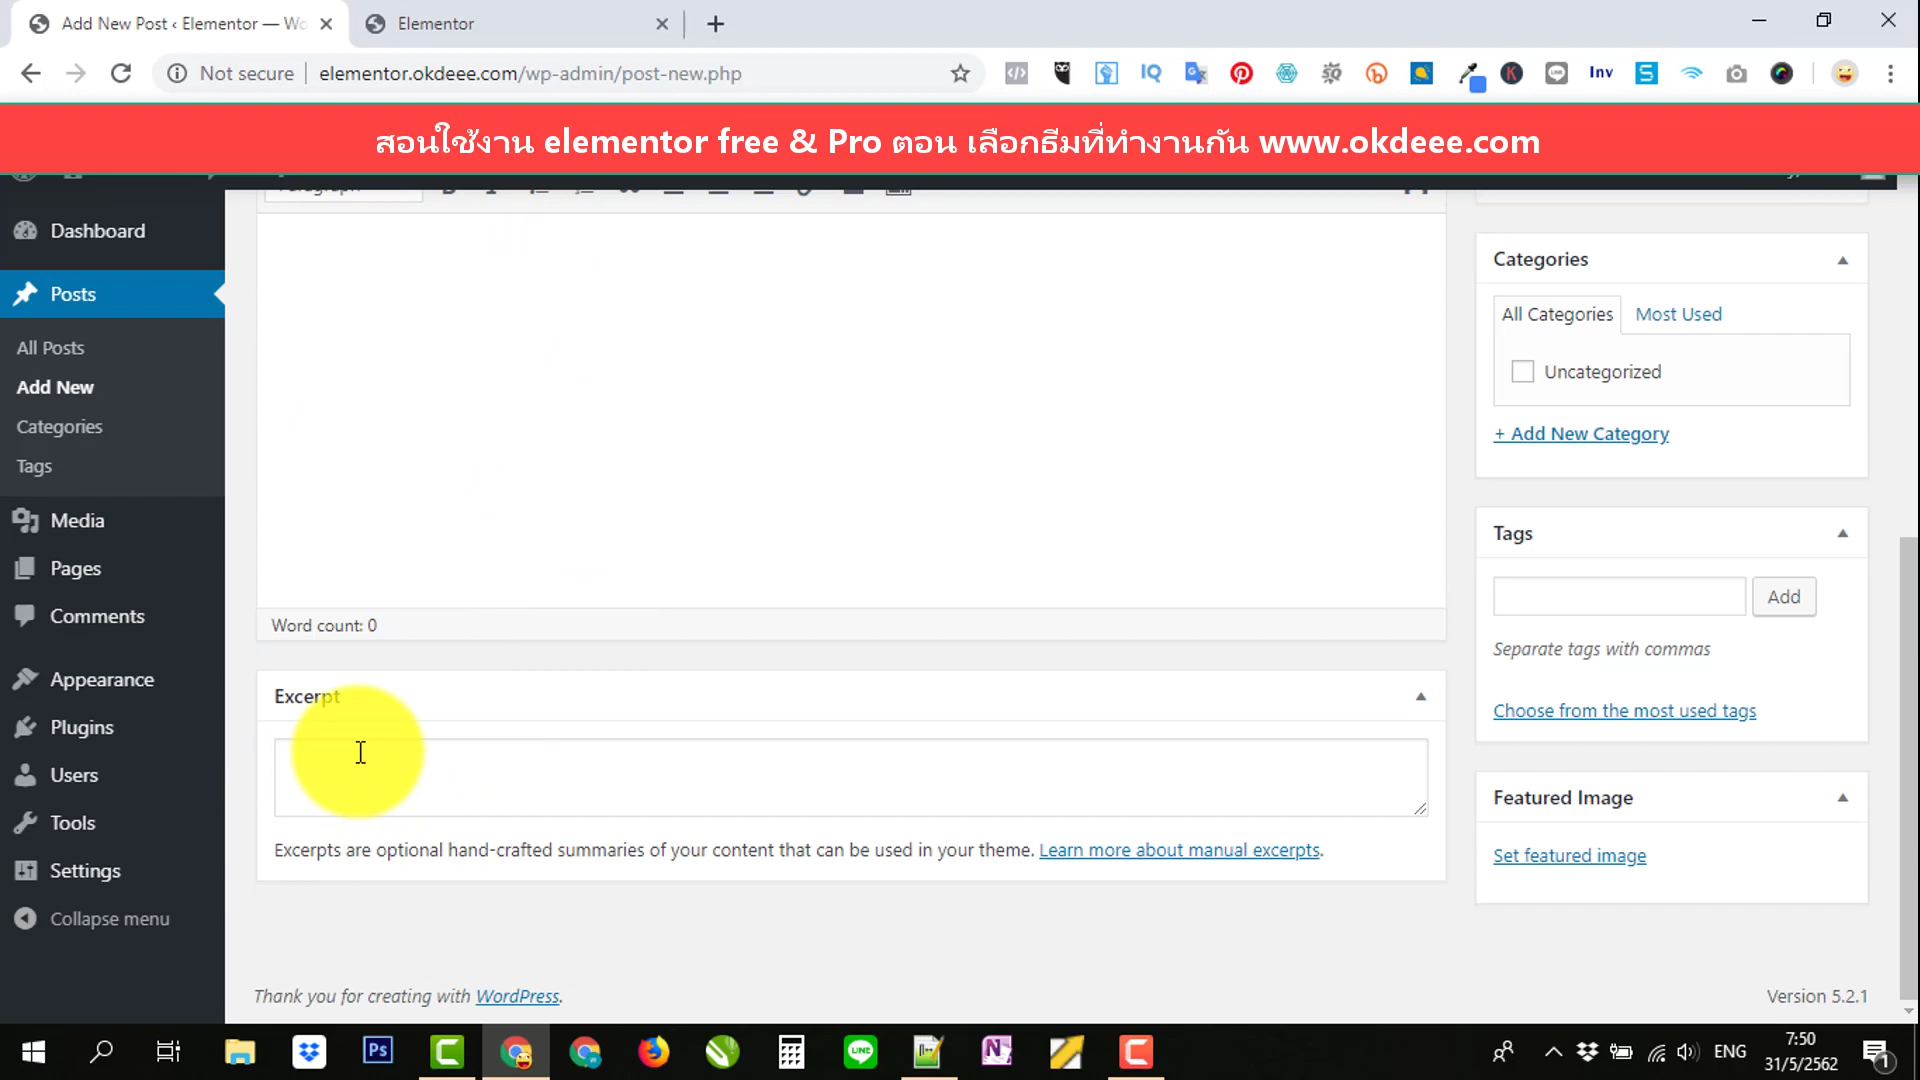 Add New Post ‹ Elementor — Wo
Elementor
Not secure
elementor.okdeee.com/wp-admin/post-new.php
Inv
สอนใช้งาน elementor free & Pro ตอน เลือกธีมที่ทำงานกัน www.okdeee.com
Dashboard
Posts
All Posts
Add New
Categories
Tags
Media
Pages
Comments
Appearance
Plugins
Users
Tools
Settings
Collapse menu
Paragraph
Word count: 0
Excerpt
Excerpts are optional hand-crafted summaries of your content that can be used in your theme. Learn more about manual excerpts.
Thank you for creating with WordPress.
Categories
All Categories
Most Used
Uncategorized
+ Add New Category
Tags
Add
Separate tags with commas
Choose from the most used tags
Featured Image
Set featured image
Version 5.2.1
Ps
ENG
7:50
31/5/2562
1